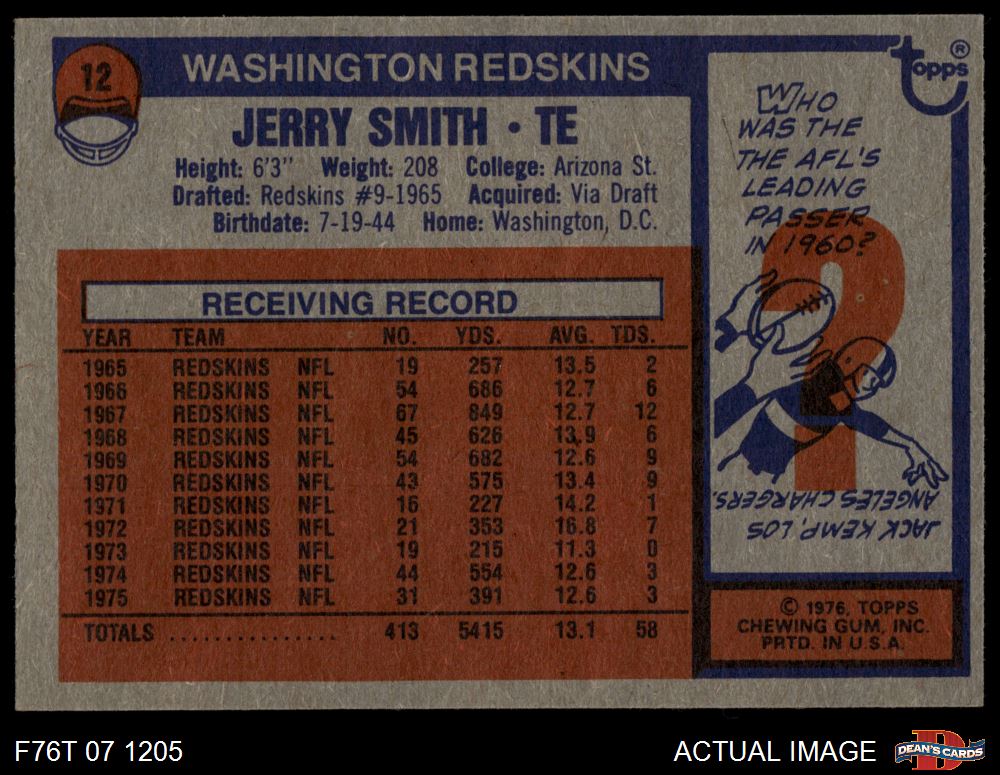 12
WASHINGTON REDSKINS
JERRY SMITH • TE
Height: 6'3" Weight: 208 College: Arizona St.
Drafted: Redskins #9-1965 Acquired: Via Draft
Birthdate: 7-19-44 Home: Washington, D.C.
RECEIVING RECORD
YEAR TEAM NO. YDS. AVG. TDS.
1965 REDSKINS NFL 19 257 13.5 2
1966 REDSKINS NFL 54 686 12.7 6
1967 REDSKINS NFL 67 849 12.7 12
1968 REDSKINS NFL 45 626 13.9 6
1969 REDSKINS NFL 54 682 12.6 9
1970 REDSKINS NFL 43 575 13.4 9
1971 REDSKINS NFL 16 227 14.2 1
1972 REDSKINS NFL 21 353 16.8 7
1973 REDSKINS NFL 19 215 11.3 0
1974 REDSKINS NFL 44 554 12.6 3
1975 REDSKINS NFL 31 391 12.6 3
TOTALS ................ 413 5415 13.1 58
Topps ®
WHO
WAS THE
THE AFL'S
LEADING
PASSER
IN 1960?
?
JACK KEMP, LOS
ANGELES CHARGERS.
© 1976, TOPPS
CHEWING GUM, INC.
PRTD. IN U.S.A.
F76T 07 1205
ACTUAL IMAGE
D
DEAN'S CARDS